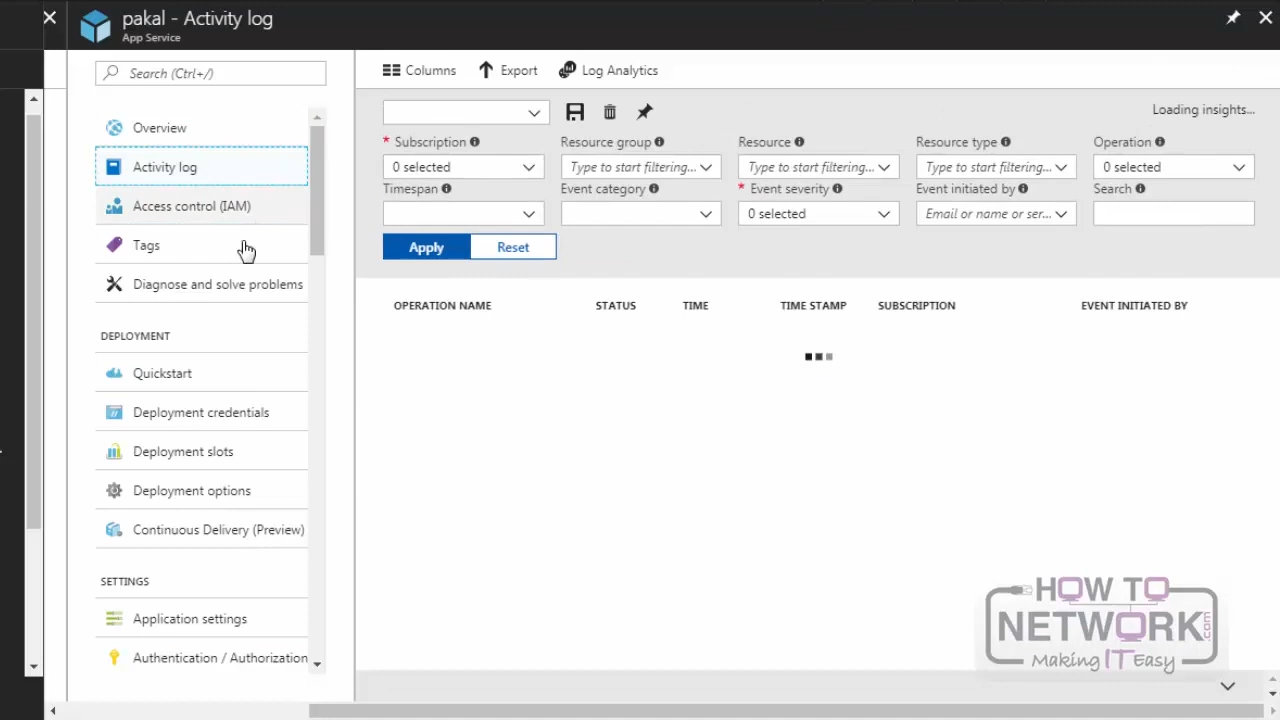 pakal - Activity log
App Service
Search (Ctrl+/)
Overview
Activity log
Access control (IAM)
Tags
Diagnose and solve problems
DEPLOYMENT
Quickstart
Deployment credentials
Deployment slots
Deployment options
Continuous Delivery (Preview)
SETTINGS
Application settings
Authentication / Authorization
Columns Export Log Analytics
Loading insights...
* Subscription Resource group Resource Resource type Operation
0 selected Type to start filtering... Type to start filtering... Type to start filtering... 0 selected
Timespan Event category * Event severity Event initiated by Search
0 selected Email or name or ser...
Apply Reset
OPERATION NAME STATUS TIME TIME STAMP SUBSCRIPTION EVENT INITIATED BY
HOW TO
NETWORK.com
Making IT Easy